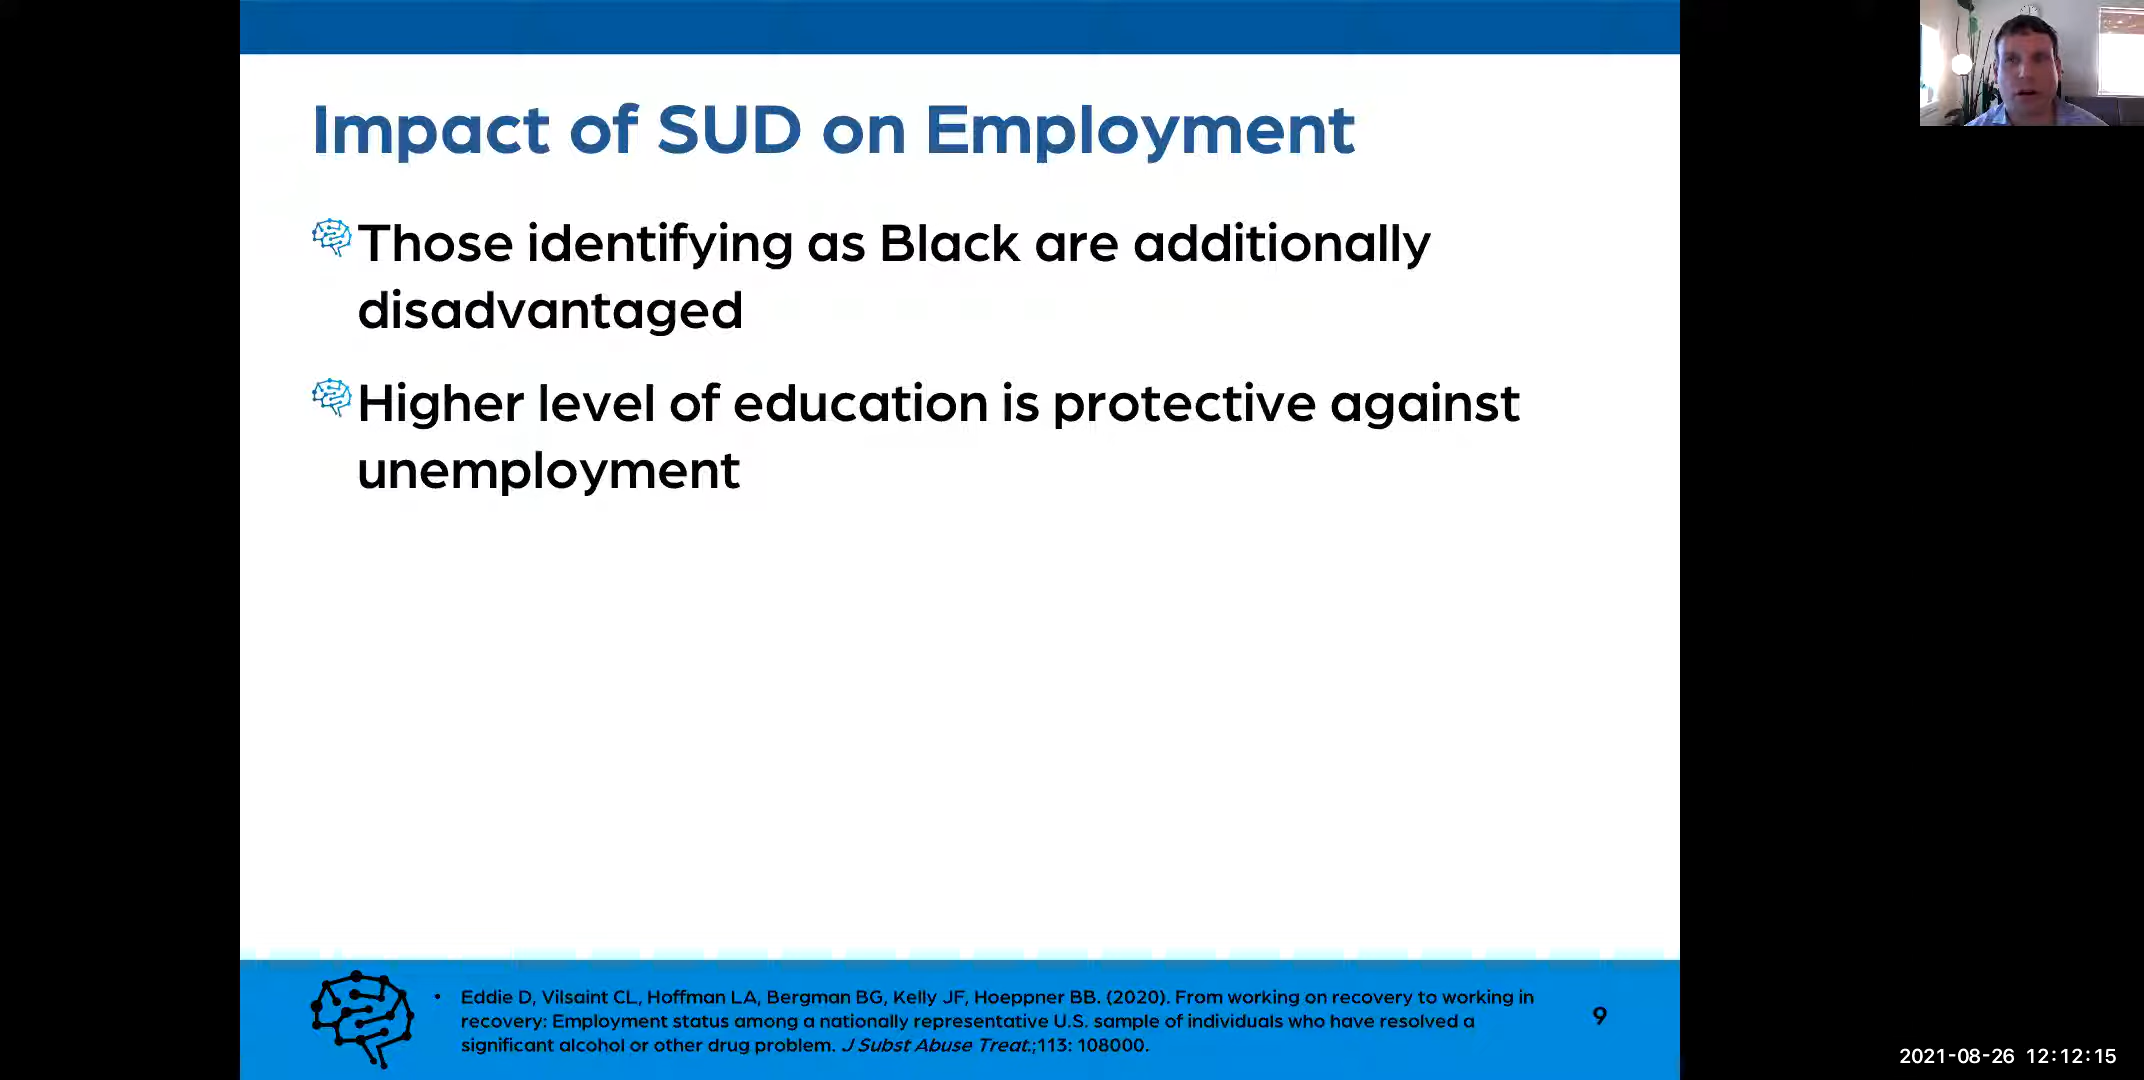 Impact of SUD on Employment
Those identifying as Black are additionally
disadvantaged
Higher level of education is protective against
unemployment
• Eddie D, Vilsaint CL, Hoffman LA, Bergman BG, Kelly JF, Hoeppner BB. (2020). From working on recovery to working in
recovery: Employment status among a nationally representative U.S. sample of individuals who have resolved a
significant alcohol or other drug problem. J Subst Abuse Treat.;113: 108000.
9
2021-08-26 12:12:15